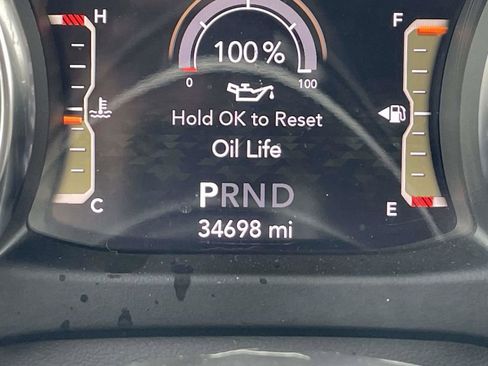 H
F
100%
0
100
Hold OK to Reset
Oil Life
PRND
C
E
34698 mi